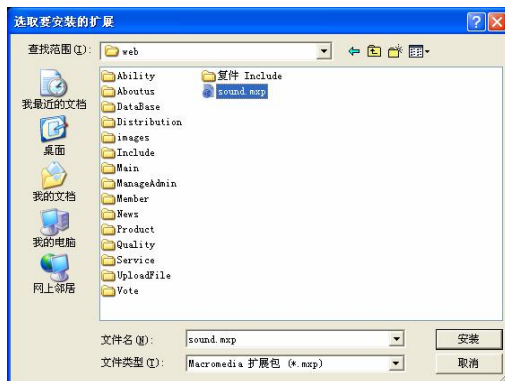 选取要安装的扩展
查找范围(I):
web
我最近的文档
桌面
我的文档
我的电脑
网上邻居
Ability
Aboutus
DataBase
Distribution
images
Include
Main
ManageAdmin
Member
News
Product
Quality
Service
UploadFile
Vote
复件 Include
sound.mxp
文件名(N):
sound.mxp
安装
文件类型(T):
Macromedia 扩展包 (*.mxp)
取消